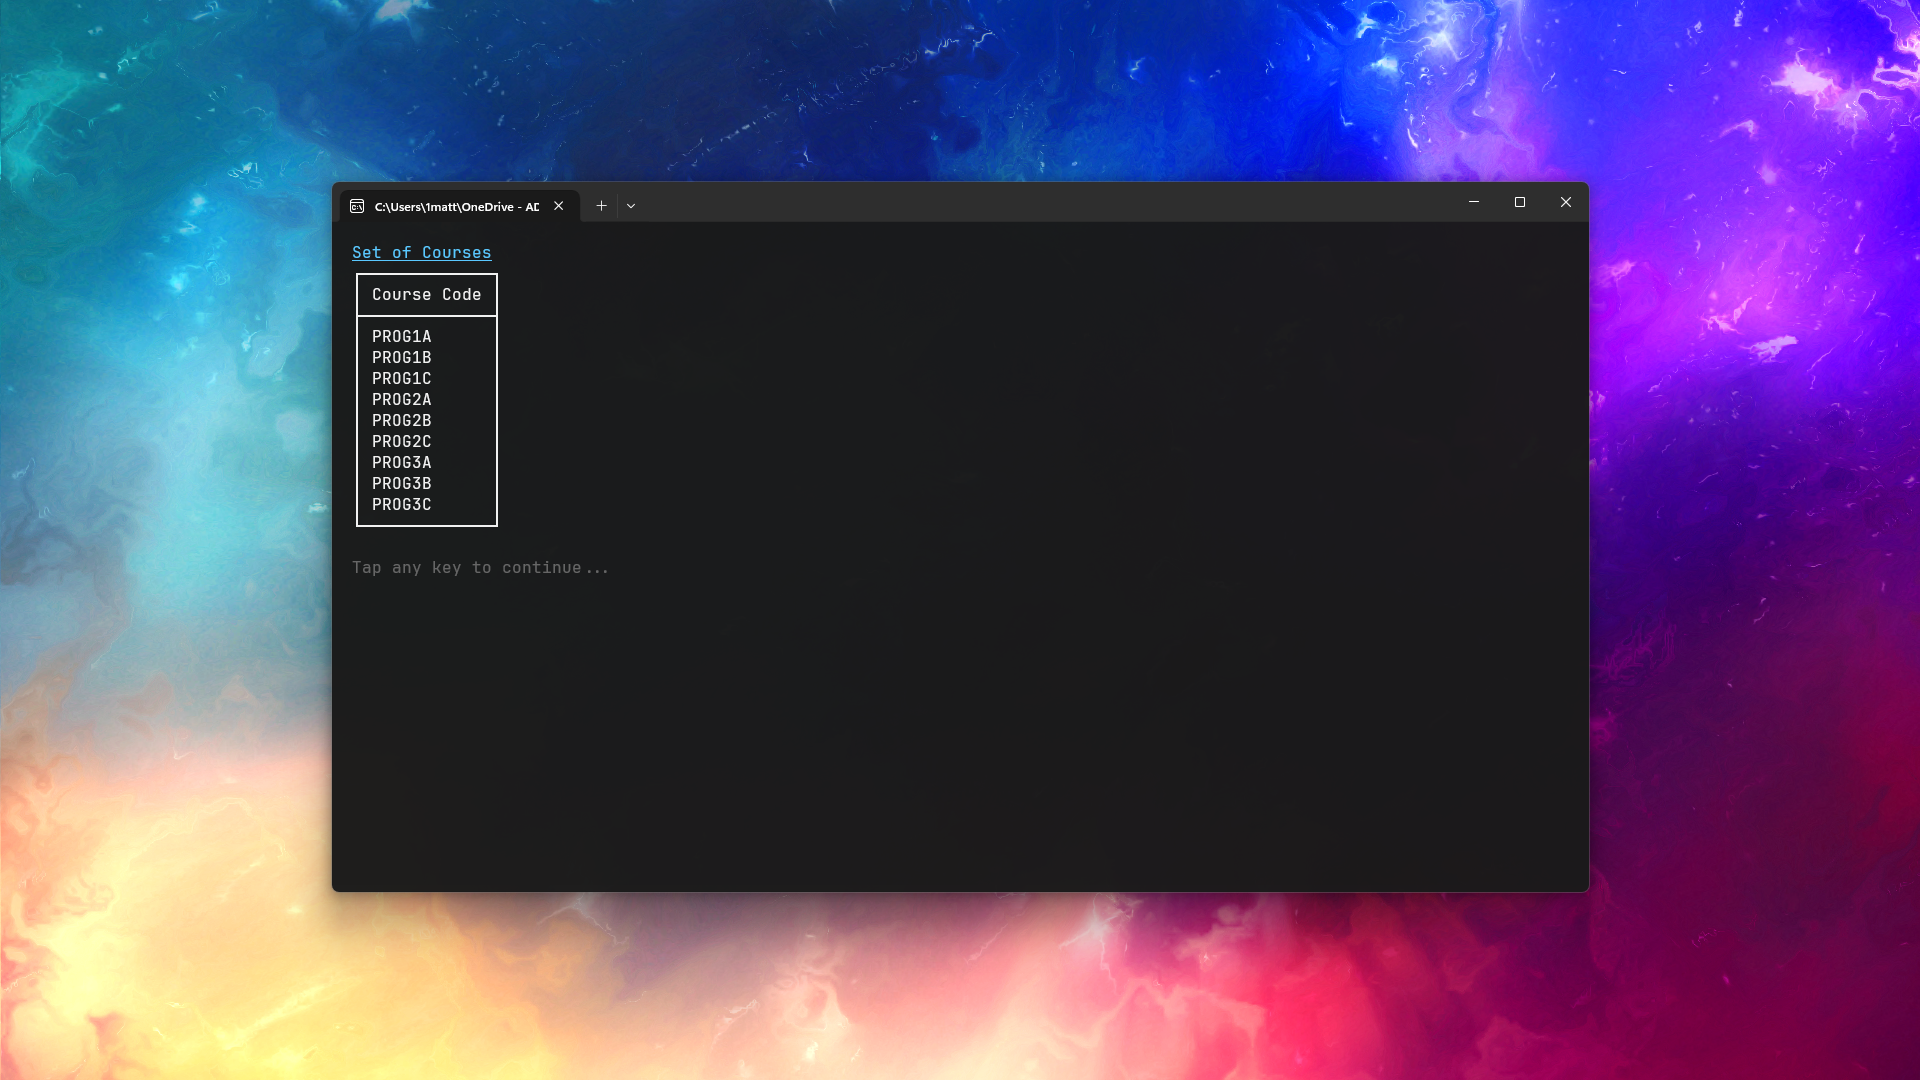 C:\Users\1matt\OneDrive - AD
Set of Courses
Course Code
PROG1A
PROG1B
PROG1C
PROG2A
PROG2B
PROG2C
PROG3A
PROG3B
PROG3C
Tap any key to continue...